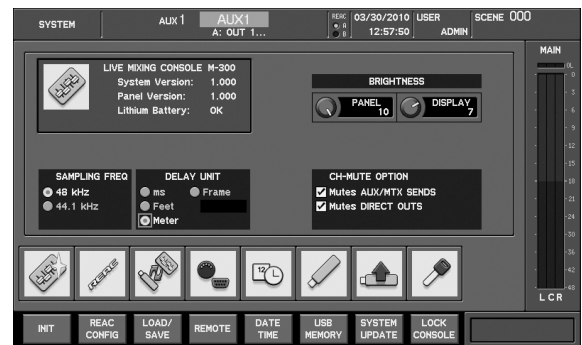 SYSTEM
AUX 1
AUX1
A: OUT 1...
REAC
A
B
03/30/2010
12:57:50
USER
ADMIN
SCENE 000
LIVE MIXING CONSOLE M-300
System Version: 1.000
Panel Version: 1.000
Lithium Battery: OK
BRIGHTNESS
PANEL 10
DISPLAY 7
MAIN
OL
0
3
6
9
12
15
18
21
24
30
36
42
48
L C R
SAMPLING FREQ
48 kHz
44.1 kHz
DELAY UNIT
ms
Frame
Feet
Meter
CH-MUTE OPTION
Mutes AUX/MTX SENDS
Mutes DIRECT OUTS
REAC
12
INIT
REAC CONFIG
LOAD/ SAVE
REMOTE
DATE TIME
USB MEMORY
SYSTEM UPDATE
LOCK CONSOLE